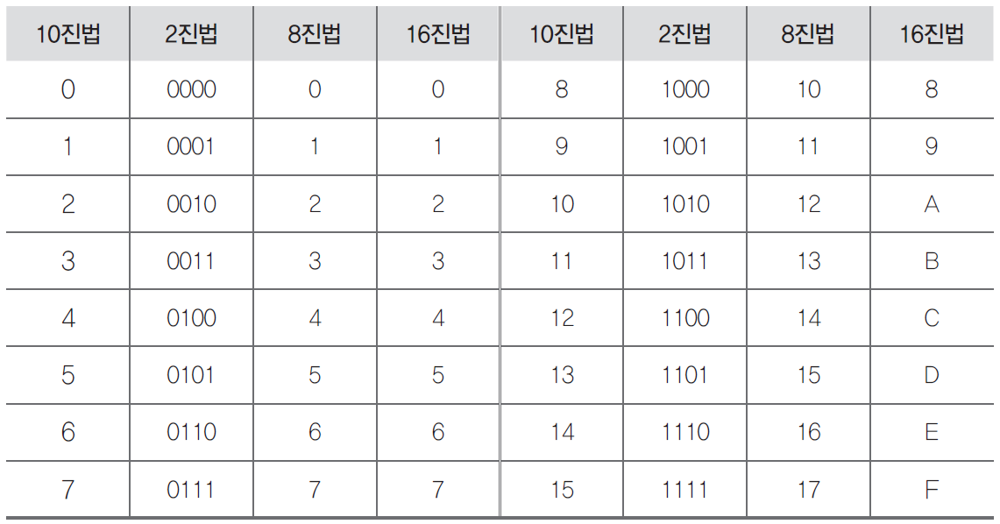 10진법 2진법 8진법 16진법 10진법 2진법 8진법 16진법
0 0000 0 0 8 1000 10 8
1 0001 1 1 9 1001 11 9
2 0010 2 2 10 1010 12 A
3 0011 3 3 11 1011 13 B
4 0100 4 4 12 1100 14 C
5 0101 5 5 13 1101 15 D
6 0110 6 6 14 1110 16 E
7 0111 7 7 15 1111 17 F